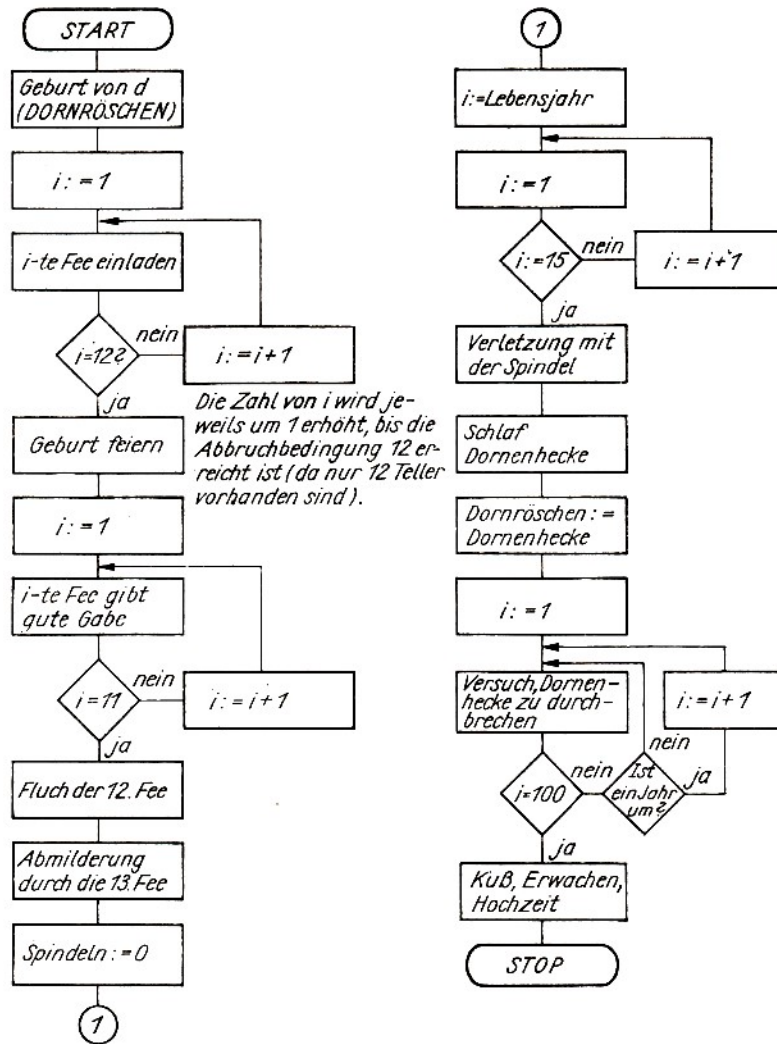 START
Geburt von d
(DORNRÖSCHEN)
i := 1
i-te Fee einladen
i=12?
nein
i := i + 1
ja
Die Zahl von i wird je-
weils um 1 erhöht, bis die
Abbruchbedingung 12 er-
reicht ist (da nur 12 Teller
vorhanden sind).
Geburt feiern
i := 1
i-te Fee gibt
gute Gabe
i=11
nein
i := i + 1
ja
Fluch der 12. Fee
Abmilderung
durch die 13. Fee
Spindeln := 0
1
1
i:=Lebensjahr
i := 1
i:=15
nein
i := i + 1
ja
Verletzung mit
der Spindel
Schlaf
Dornenhecke
Dornröschen :=
Dornenhecke
i := 1
Versuch, Dornen-
hecke zu durch-
brechen
i := i + 1
nein
i=100
nein
Ist
ein Jahr
um?
ja
ja
Kuß, Erwachen,
Hochzeit
STOP